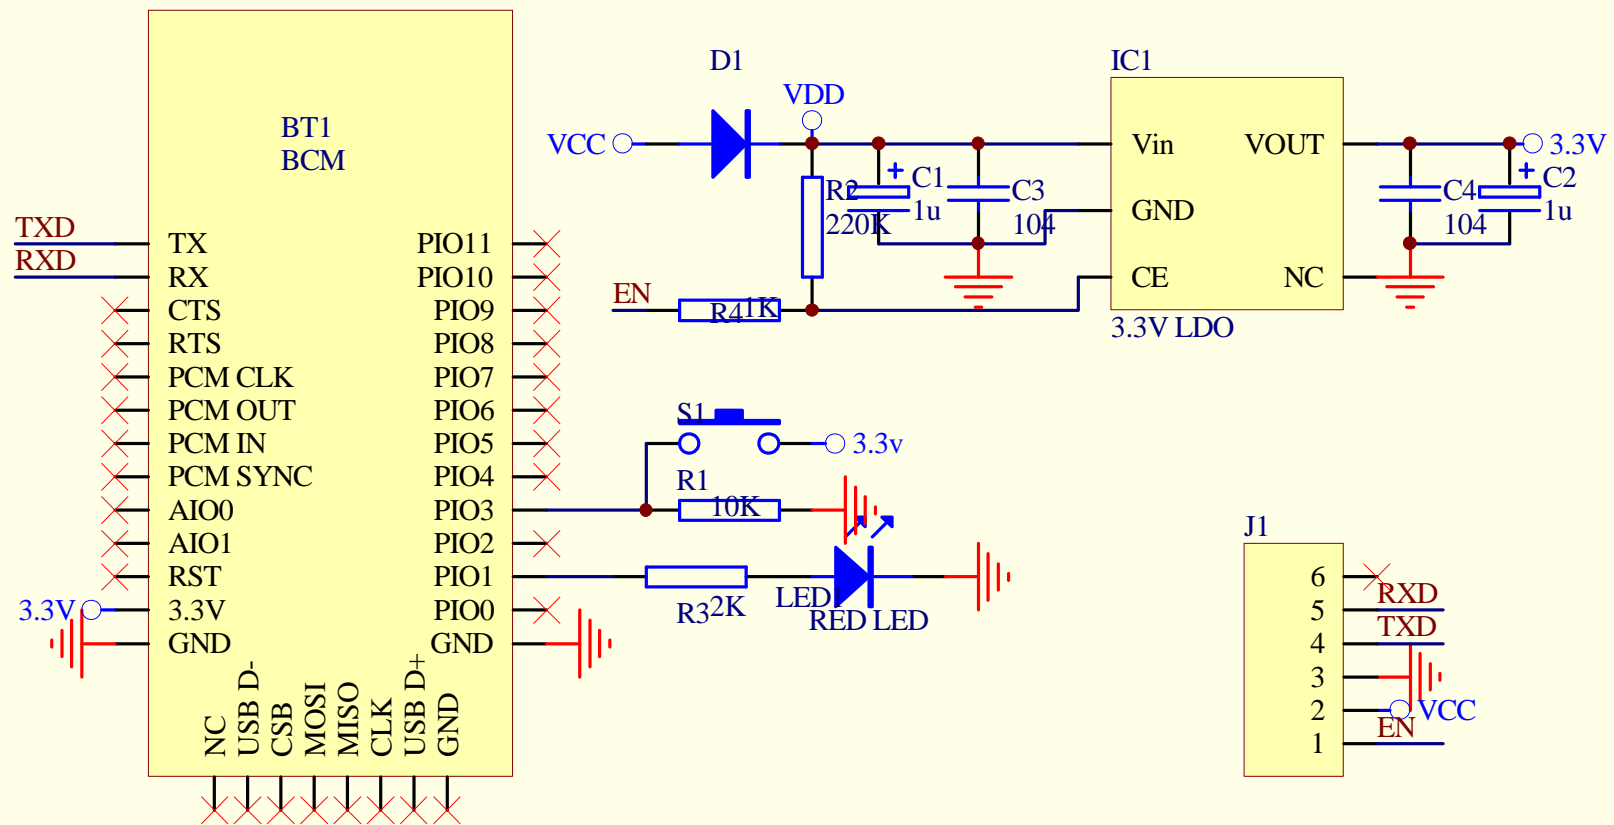 BT1
BCM
TXD
RXD
TX
RX
CTS
RTS
PCM CLK
PCM OUT
PCM IN
PCM SYNC
AIO0
AIO1
RST
3.3V
3.3V
GND
PIO11
PIO10
PIO9
PIO8
PIO7
PIO6
PIO5
PIO4
PIO3
PIO2
PIO1
PIO0
GND
NC
USB D-
CSB
MOSI
MISO
CLK
USB D+
GND
D1
VDD
VCC
R2
220K
+ C1
1u
C3
104
EN
R4 1K
IC1
Vin
VOUT
GND
CE
NC
3.3V LDO
3.3V
C4
104
+ C2
1u
S1
3.3v
R1
10K
R3 2K
LED1
RED LED
J1
6
5
4
3
2
1
RXD
TXD
VCC
EN